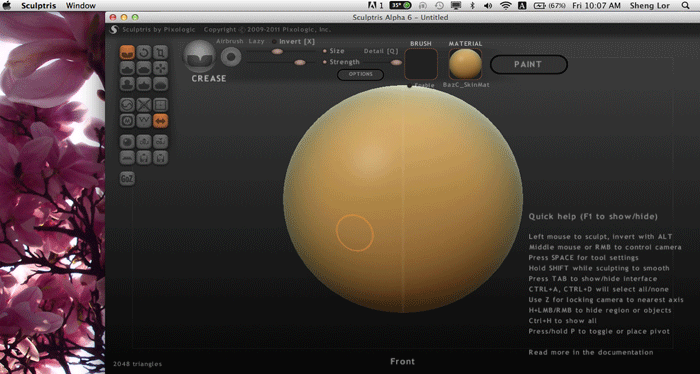 Sculptris Window
1 35° (67%) Fri 10:07 AM Sheng Lor
Sculptris Alpha 6 - Untitled
Sculptris by Pixologic Copyright © 2009-2011 Pixologic, Inc.
Airbrush Lazy Invert [X]
Size Detail [Q]
Strength
OPTIONS
CREASE
BRUSH
Enable
MATERIAL
BazC_SkinMat
PAINT
GoZ
Quick help (F1 to show/hide)
Left mouse to sculpt, invert with ALT
Middle mouse or RMB to control camera
Press SPACE for tool settings
Hold SHIFT while sculpting to smooth
Press TAB to show/hide interface
CTRL+A, CTRL+D will select all/none
Use Z for locking camera to nearest axis
H+LMB/RMB to hide region or objects
Ctrl+H to show all
Press/hold P to toggle or place pivot
Read more in the documentation
2048 triangles
Front